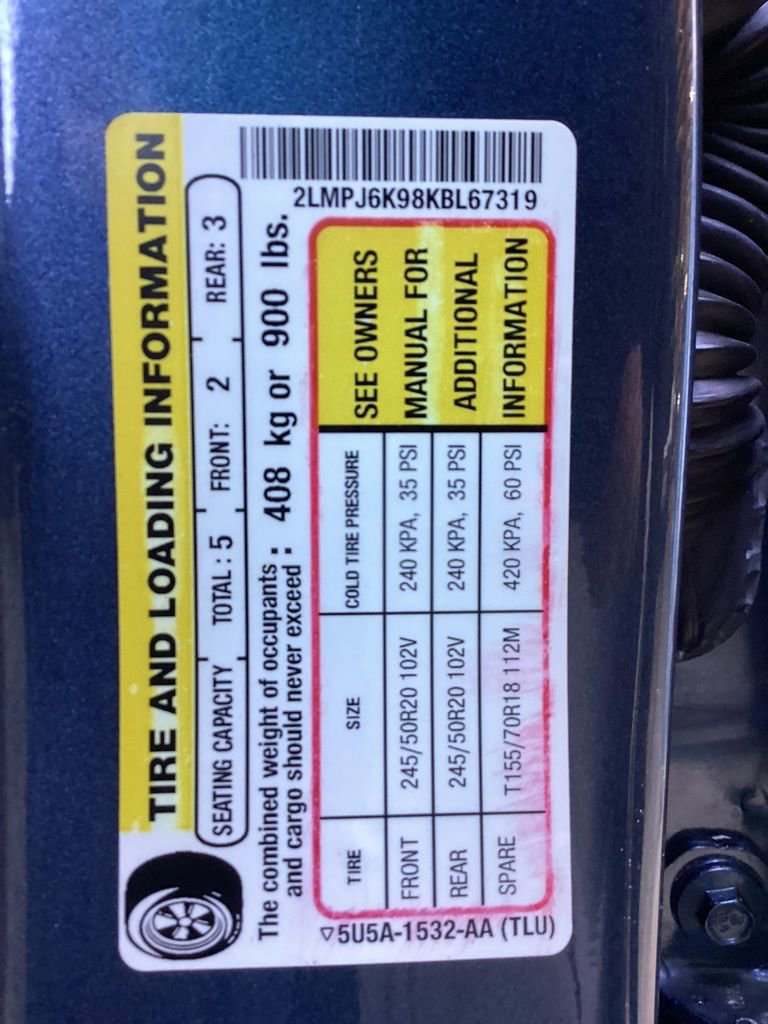 TIRE AND LOADING INFORMATION
SEATING CAPACITY TOTAL : 5 FRONT: 2 REAR: 3
The combined weight of occupants
and cargo should never exceed : 408 kg or 900 lbs.
2LMPJ6K98KBL67319
TIRE SIZE COLD TIRE PRESSURE
FRONT 245/50R20 102V 240 KPA, 35 PSI
REAR 245/50R20 102V 240 KPA, 35 PSI
SPARE T155/70R18 112M 420 KPA, 60 PSI
SEE OWNERS
MANUAL FOR
ADDITIONAL
INFORMATION
▽5U5A-1532-AA (TLU)